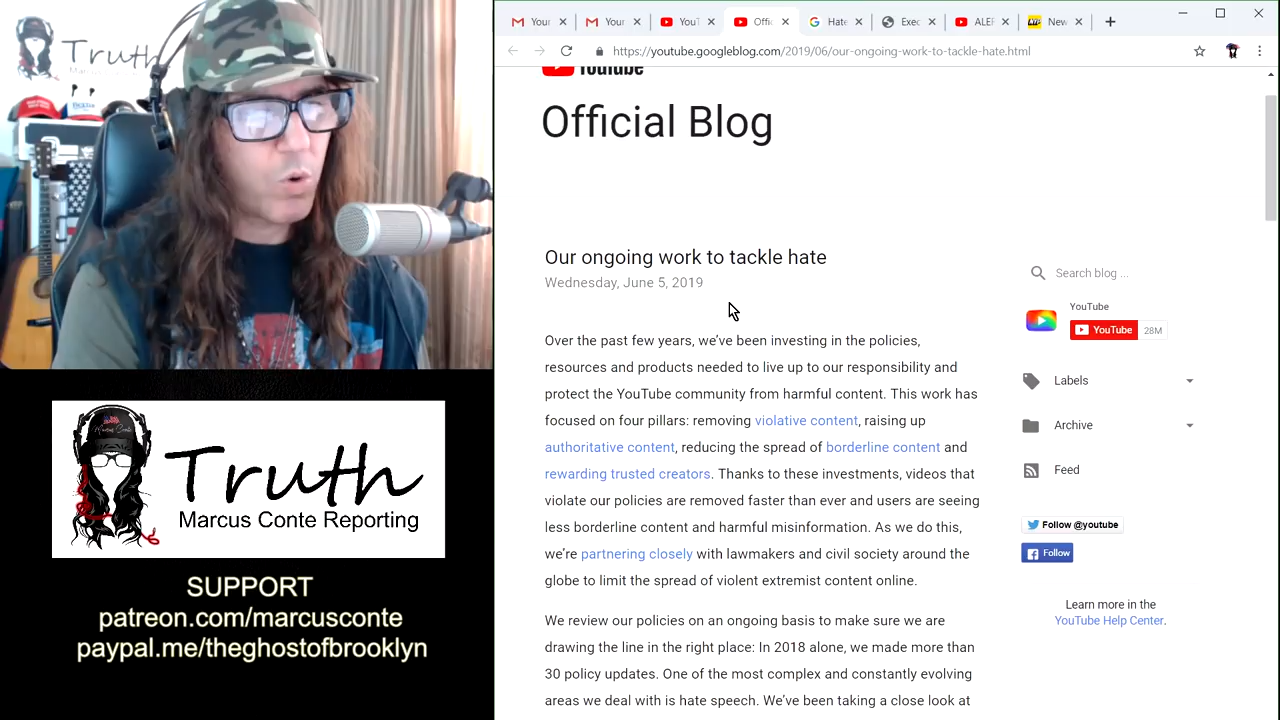 Truth
Your
Your
YouT
Offic
Hate
Exec
ALEF
New
https://youtube.googleblog.com/2019/06/our-ongoing-work-to-tackle-hate.html
YouTube
Official Blog
Our ongoing work to tackle hate
Wednesday, June 5, 2019
Over the past few years, we've been investing in the policies,
resources and products needed to live up to our responsibility and
protect the YouTube community from harmful content. This work has
focused on four pillars: removing violative content, raising up
authoritative content, reducing the spread of borderline content and
rewarding trusted creators. Thanks to these investments, videos that
violate our policies are removed faster than ever and users are seeing
less borderline content and harmful misinformation. As we do this,
we're partnering closely with lawmakers and civil society around the
globe to limit the spread of violent extremist content online.
We review our policies on an ongoing basis to make sure we are
drawing the line in the right place: In 2018 alone, we made more than
30 policy updates. One of the most complex and constantly evolving
areas we deal with is hate speech. We've been taking a close look at
Search blog ...
YouTube
YouTube 28M
Labels
Archive
Feed
Follow @youtube
Follow
Learn more in the
YouTube Help Center.
Truth
Marcus Conte Reporting
SUPPORT
patreon.com/marcusconte
paypal.me/theghostofbrooklyn